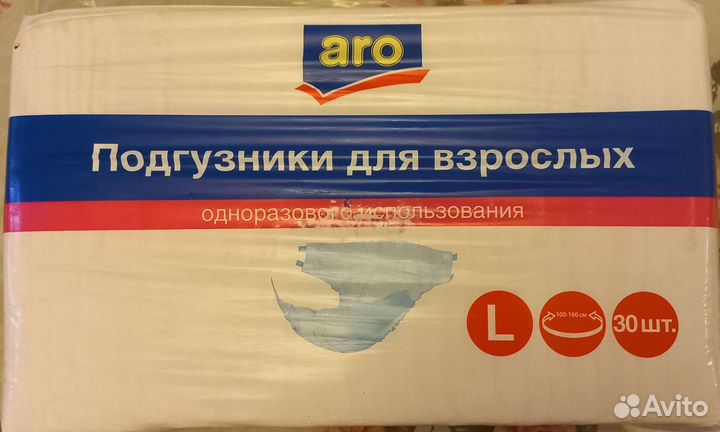 aro
Подгузники для взрослых
одноразового использования
L
100-160 см
30 шт.
Avito